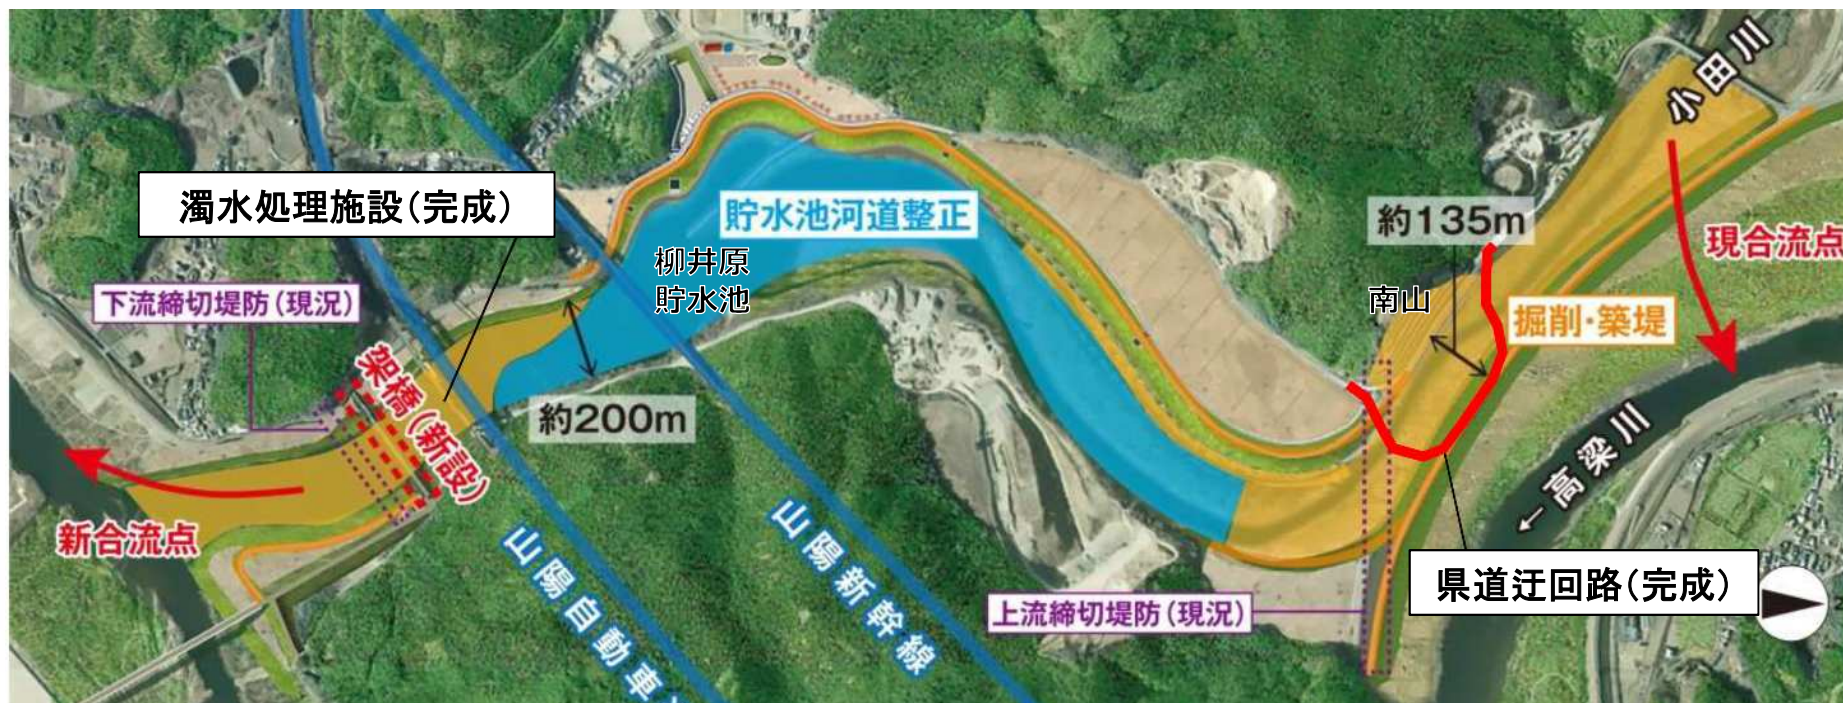 小田川
濁水処理施設（完成）
貯水池河道整正
約135m
現合流点
柳井原
貯水池
下流締切堤防（現況）
南山
掘削・築堤
架橋（新設）
約200m
←高梁川
新合流点
山陽自動車
山陽新幹線
県道迂回路（完成）
上流締切堤防（現況）